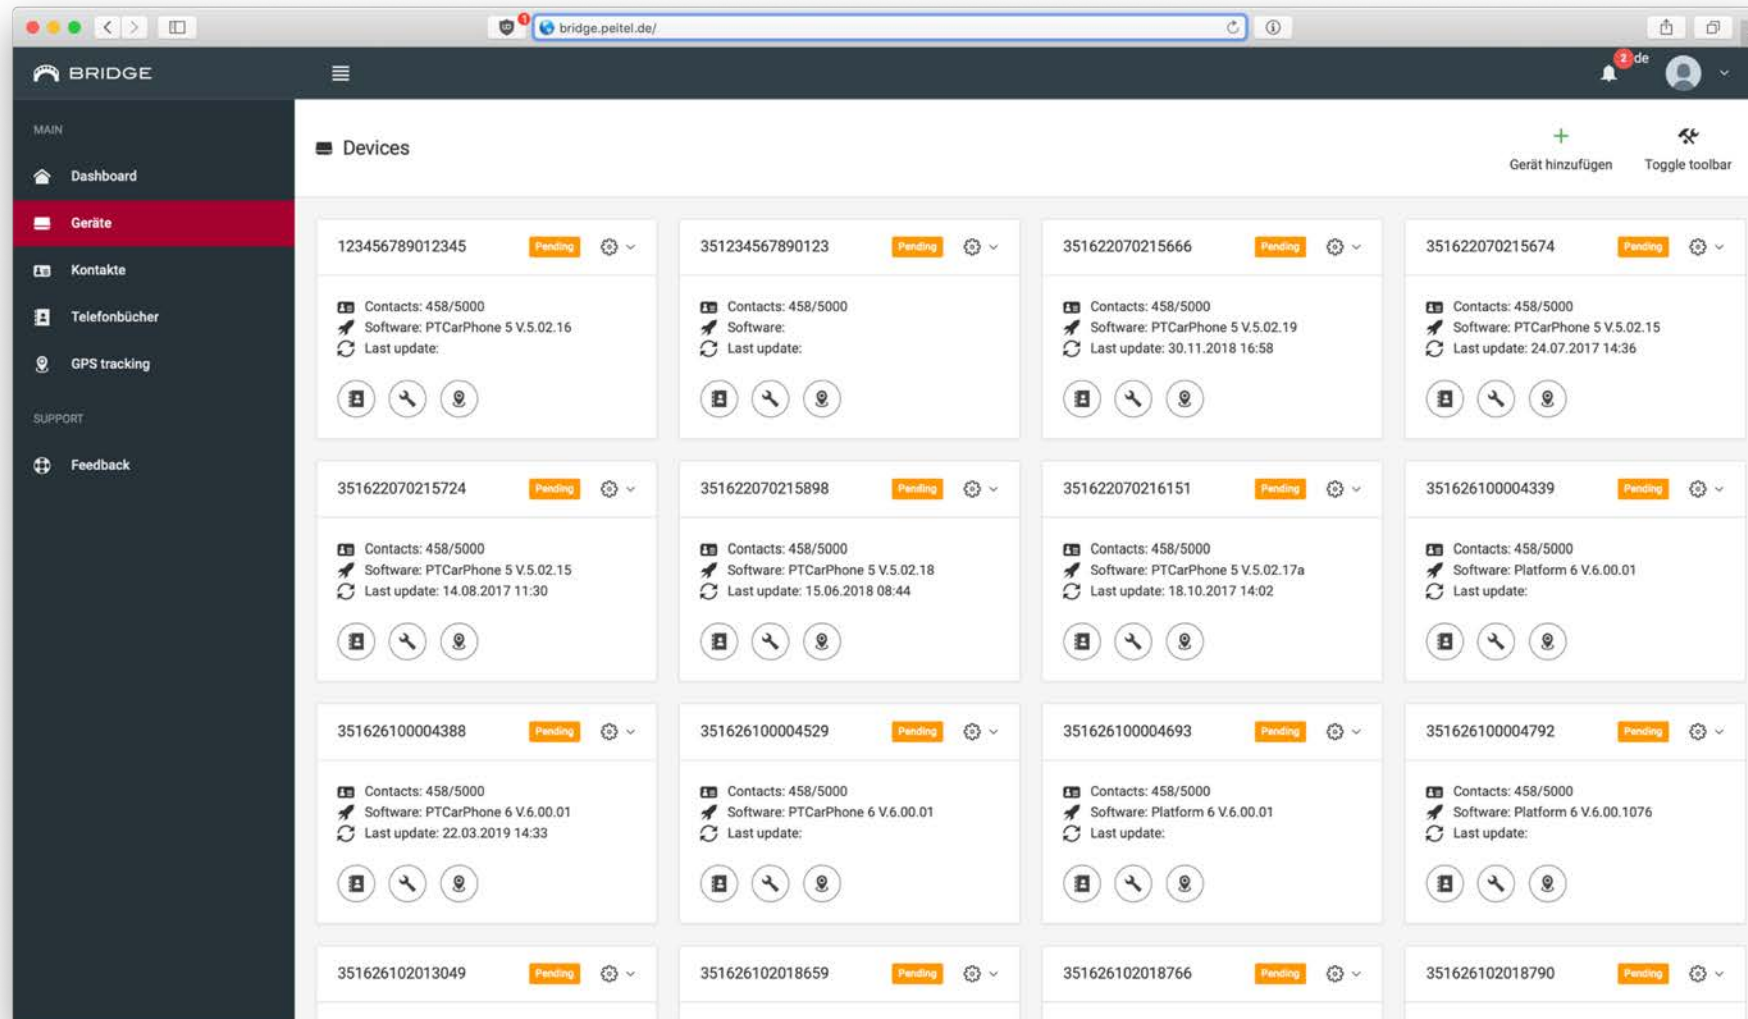 bridge.peitel.de/
BRIDGE
2
de
MAIN
Dashboard
Geräte
Kontakte
Telefonbücher
GPS tracking
SUPPORT
Feedback
Devices
Gerät hinzufügen
Toggle toolbar
123456789012345 Pending
Contacts: 458/5000
Software: PTCarPhone 5 V.5.02.16
Last update:
351234567890123 Pending
Contacts: 458/5000
Software:
Last update:
351622070215666 Pending
Contacts: 458/5000
Software: PTCarPhone 5 V.5.02.19
Last update: 30.11.2018 16:58
351622070215674 Pending
Contacts: 458/5000
Software: PTCarPhone 5 V.5.02.15
Last update: 24.07.2017 14:36
351622070215724 Pending
Contacts: 458/5000
Software: PTCarPhone 5 V.5.02.15
Last update: 14.08.2017 11:30
351622070215898 Pending
Contacts: 458/5000
Software: PTCarPhone 5 V.5.02.18
Last update: 15.06.2018 08:44
351622070216151 Pending
Contacts: 458/5000
Software: PTCarPhone 5 V.5.02.17a
Last update: 18.10.2017 14:02
351626100004339 Pending
Contacts: 458/5000
Software: Platform 6 V.6.00.01
Last update:
351626100004388 Pending
Contacts: 458/5000
Software: PTCarPhone 6 V.6.00.01
Last update: 22.03.2019 14:33
351626100004529 Pending
Contacts: 458/5000
Software: PTCarPhone 6 V.6.00.01
Last update:
351626100004693 Pending
Contacts: 458/5000
Software: Platform 6 V.6.00.01
Last update:
351626100004792 Pending
Contacts: 458/5000
Software: Platform 6 V.6.00.1076
Last update:
351626102013049 Pending
351626102018659 Pending
351626102018766 Pending
351626102018790 Pending